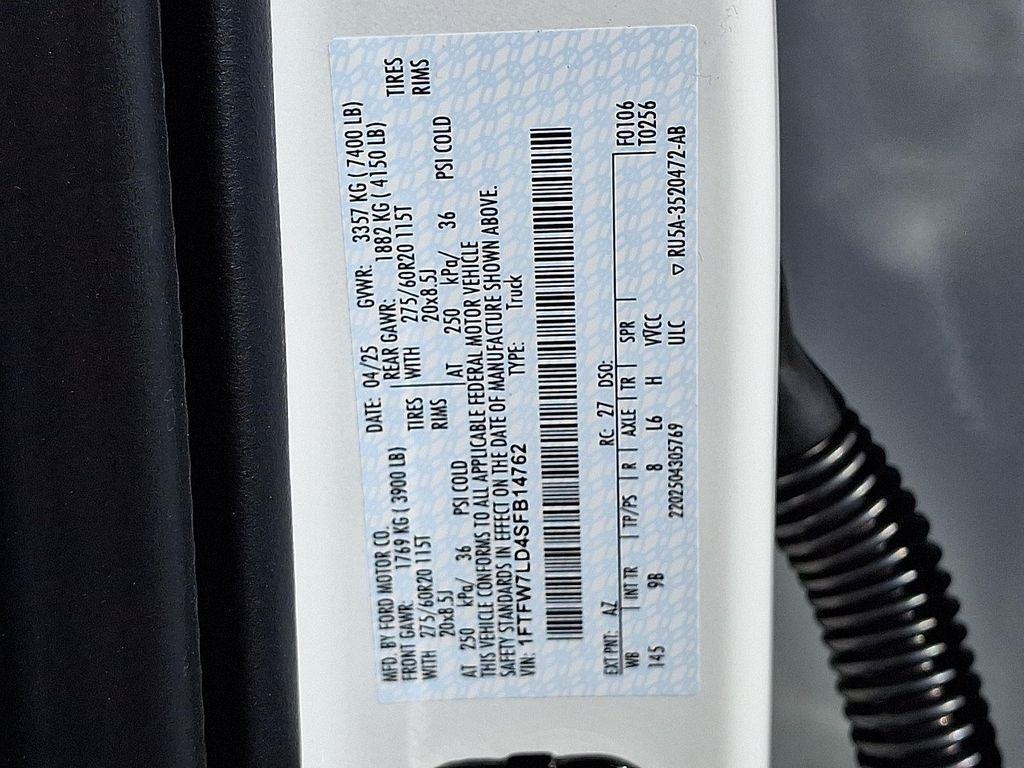 MFD. BY FORD MOTOR CO. DATE: 04/25 GVWR: 3357 KG ( 7400 LB)
FRONT GAWR: 1769 KG ( 3900 LB) REAR GAWR: 1882 KG ( 4150 LB)
WITH 275/60R20 115T TIRES WITH 275/60R20 115T TIRES
20x8.5J RIMS 20x8.5J RIMS
AT 250 kPa/ 36 PSI COLD AT 250 kPa/ 36 PSI COLD
THIS VEHICLE CONFORMS TO ALL APPLICABLE FEDERAL MOTOR VEHICLE
SAFETY STANDARDS IN EFFECT ON THE DATE OF MANUFACTURE SHOWN ABOVE.
VIN: 1FTFW7LD4SFB14762 TYPE: Truck
EXT PNT: AZ RC: 27 DSO: F0106
WB INT TR TP/PS R AXLE TR SPR T0256
145 9B 8 L6 H V7CC
2202504305769 ULC ▽ RU5A-3520472-AB